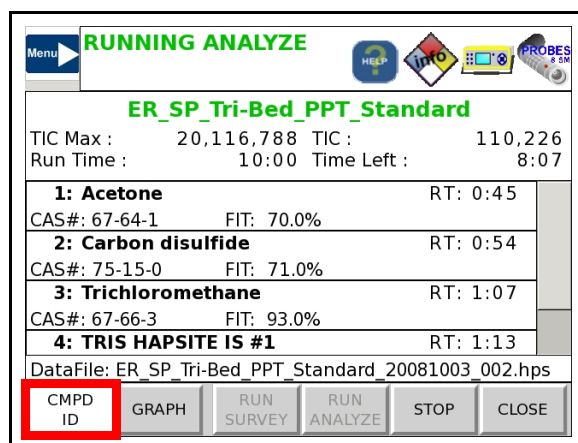 Menu
RUNNING ANALYZE
HELP
info
PROBES
& SM
ER_SP_Tri-Bed_PPT_Standard
TIC Max : 20,116,788 TIC : 110,226
Run Time : 10:00 Time Left : 8:07
1: Acetone RT: 0:45
CAS#: 67-64-1 FIT: 70.0%
2: Carbon disulfide RT: 0:54
CAS#: 75-15-0 FIT: 71.0%
3: Trichloromethane RT: 1:07
CAS#: 67-66-3 FIT: 93.0%
4: TRIS HAPSITE IS #1 RT: 1:13
DataFile: ER_SP_Tri-Bed_PPT_Standard_20081003_002.hps
CMPD ID
GRAPH
RUN SURVEY
RUN ANALYZE
STOP
CLOSE